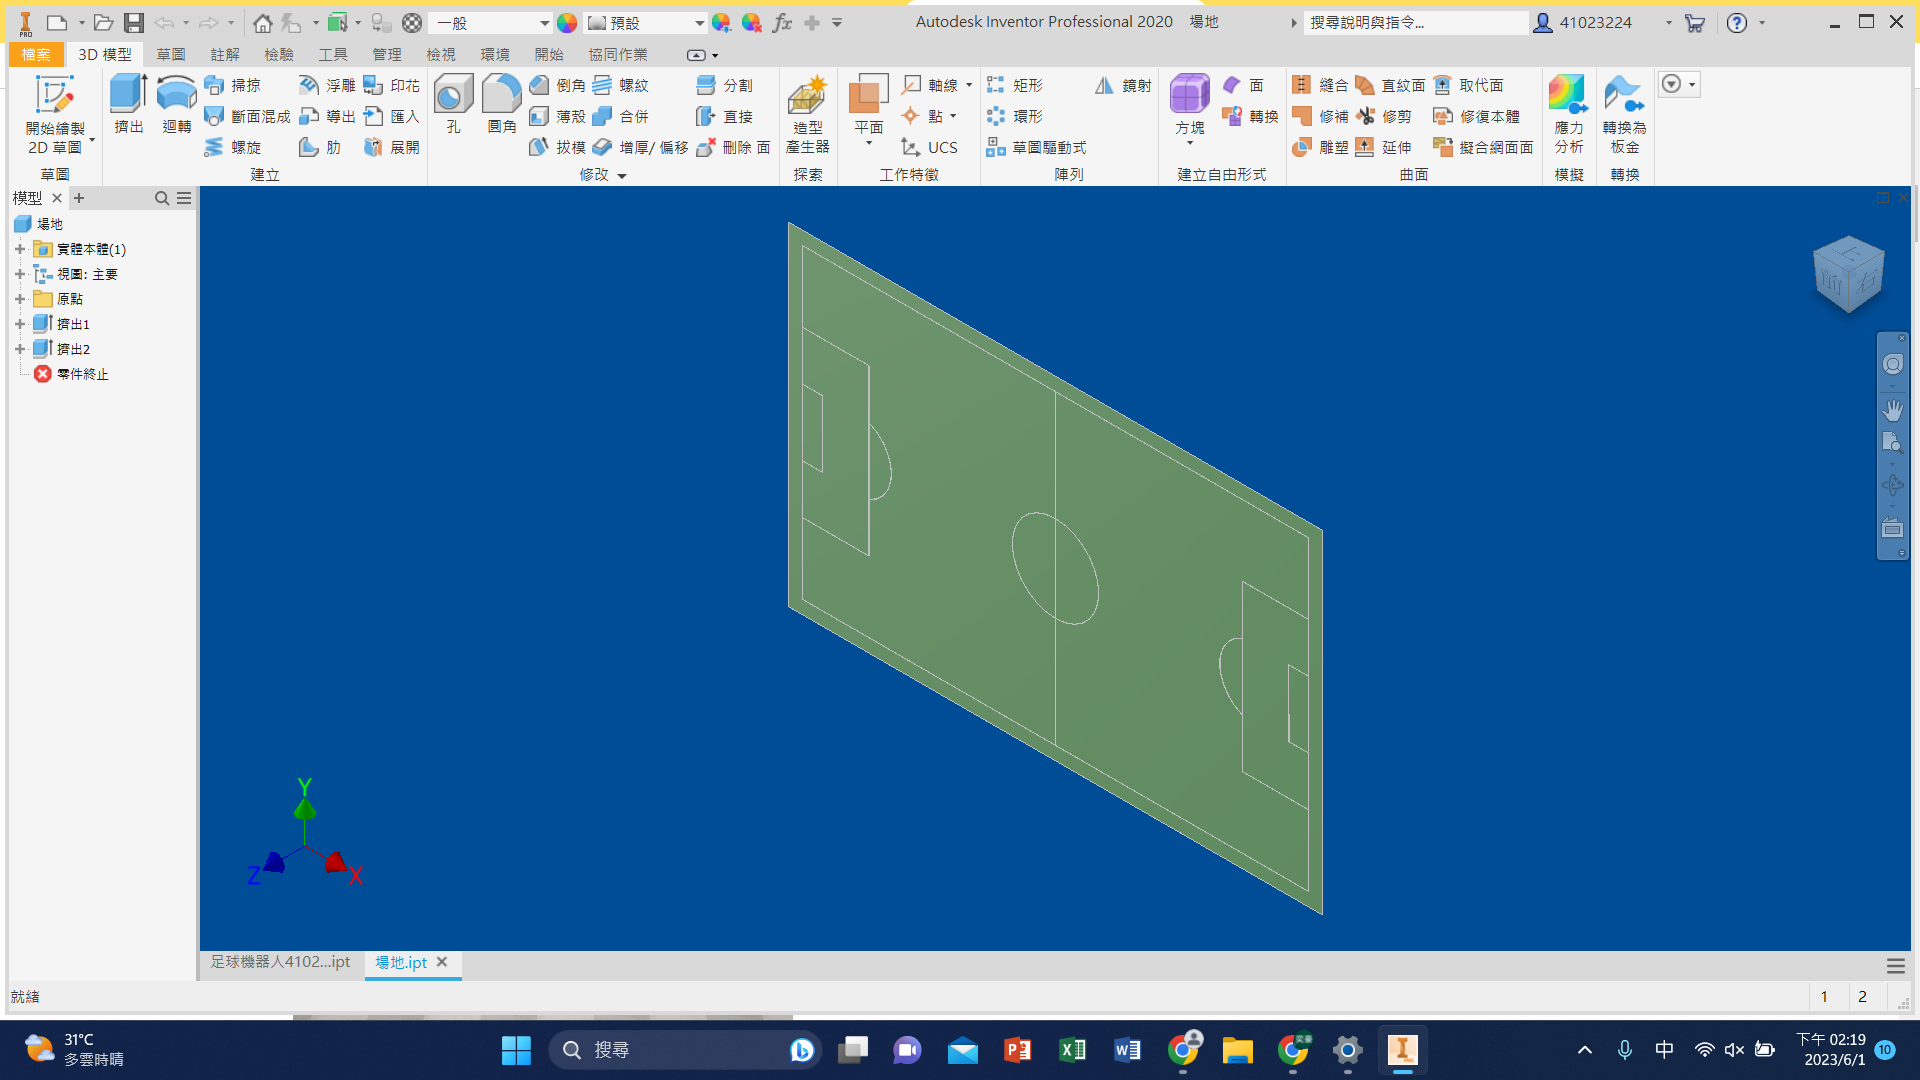 一般
預設
fx
Autodesk Inventor Professional 2020 場地
搜尋說明與指令...
41023224
PRO
檔案 3D 模型 草圖 註解 檢驗 工具 管理 檢視 環境 開始 協同作業
開始繪製
2D 草圖
草圖
擠出
迴轉
掃掠
斷面混成
螺旋
浮雕
導出
肋
印花
匯入
展開
建立
孔
圓角
倒角
薄殼
拔模
螺紋
合併
增厚/ 偏移
分割
直接
刪除 面
修改
造型
產生器
探索
平面
軸線
點
UCS
工作特徵
矩形
環形
草圖驅動式
鏡射
陣列
方塊
面
轉換
建立自由形式
縫合
修補
雕塑
直紋面
修剪
延伸
取代面
修復本體
擬合網面面
曲面
應力
分析
模擬
轉換為
板金
轉換
模型
場地
實體本體(1)
視圖: 主要
原點
擠出1
擠出2
零件終止
上
前
右
Y
Z
X
足球機器人4102...ipt
場地.ipt
就緒
1
2
31°C
多雲時晴
搜尋
中
下午 02:19
2023/6/1
10